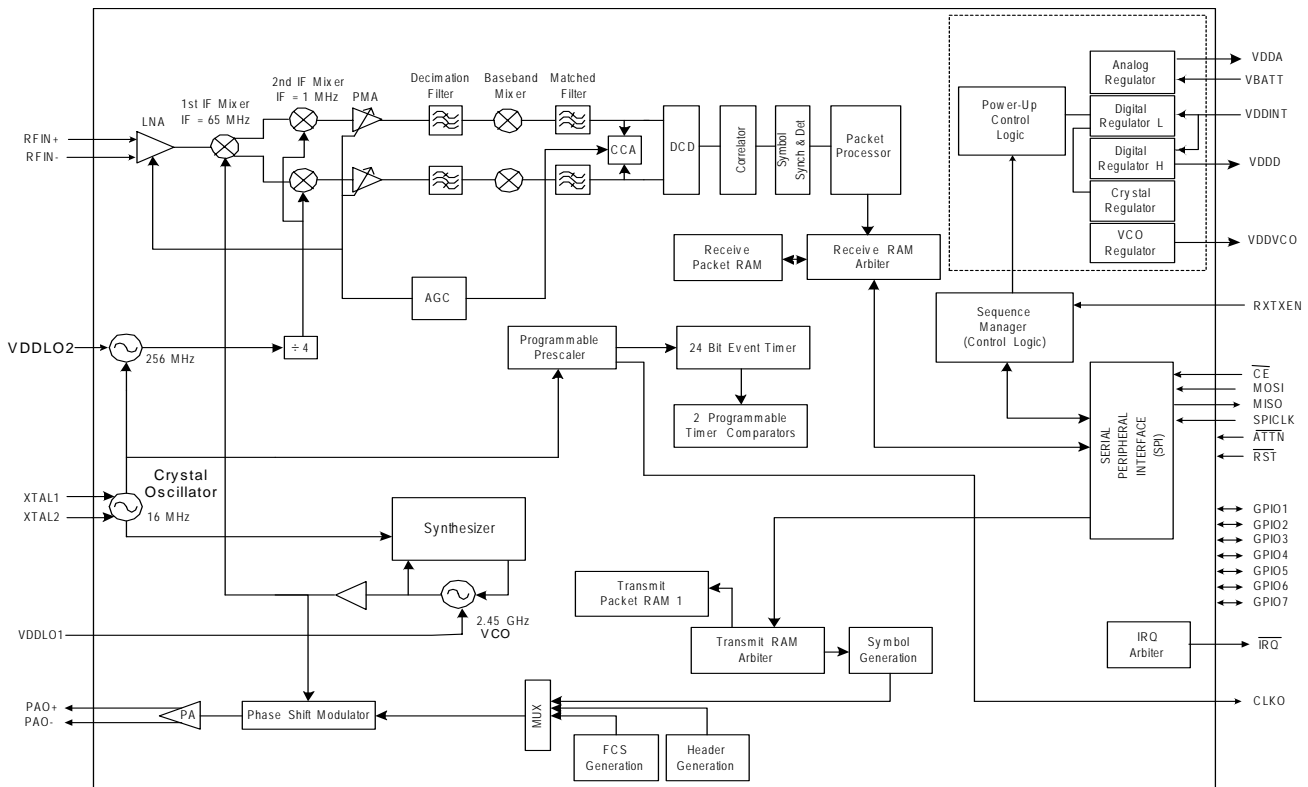 VDDA
VBATT
VDDINT
VDDD
VDDVCO
Analog
Regulator
Digital
Regulator L
Digital
Regulator H
Crystal
Regulator
VCO
Regulator
Power-Up
Control
Logic
RFIN+
RFIN-
LNA
1st IF Mixer
IF = 65 MHz
2nd IF Mixer
IF = 1 MHz
PMA
Decimation
Filter
Baseband
Mixer
Matched
Filter
CCA
DCD
Correlator
Symbol
Synch & Det
Packet
Processor
Receive
Packet RAM
Receive RAM
Arbiter
AGC
Sequence
Manager
(Control Logic)
RXTXEN
VDDLO2
256 MHz
÷4
Programmable
Prescaler
24 Bit Event Timer
2 Programmable
Timer Comparators
SERIAL
PERIPHERAL
INTERFACE
(SPI)
CE
MOSI
MISO
SPICLK
ATTN
RST
GPIO1
GPIO2
GPIO3
GPIO4
GPIO5
GPIO6
GPIO7
XTAL1
XTAL2
Crystal
Oscillator
16 MHz
Synthesizer
2.45 GHz
VCO
VDDLO1
Transmit
Packet RAM 1
Transmit RAM
Arbiter
Symbol
Generation
IRQ
Arbiter
IRQ
CLKO
PAO+
PAO-
PA
Phase Shift Modulator
MUX
FCS
Generation
Header
Generation